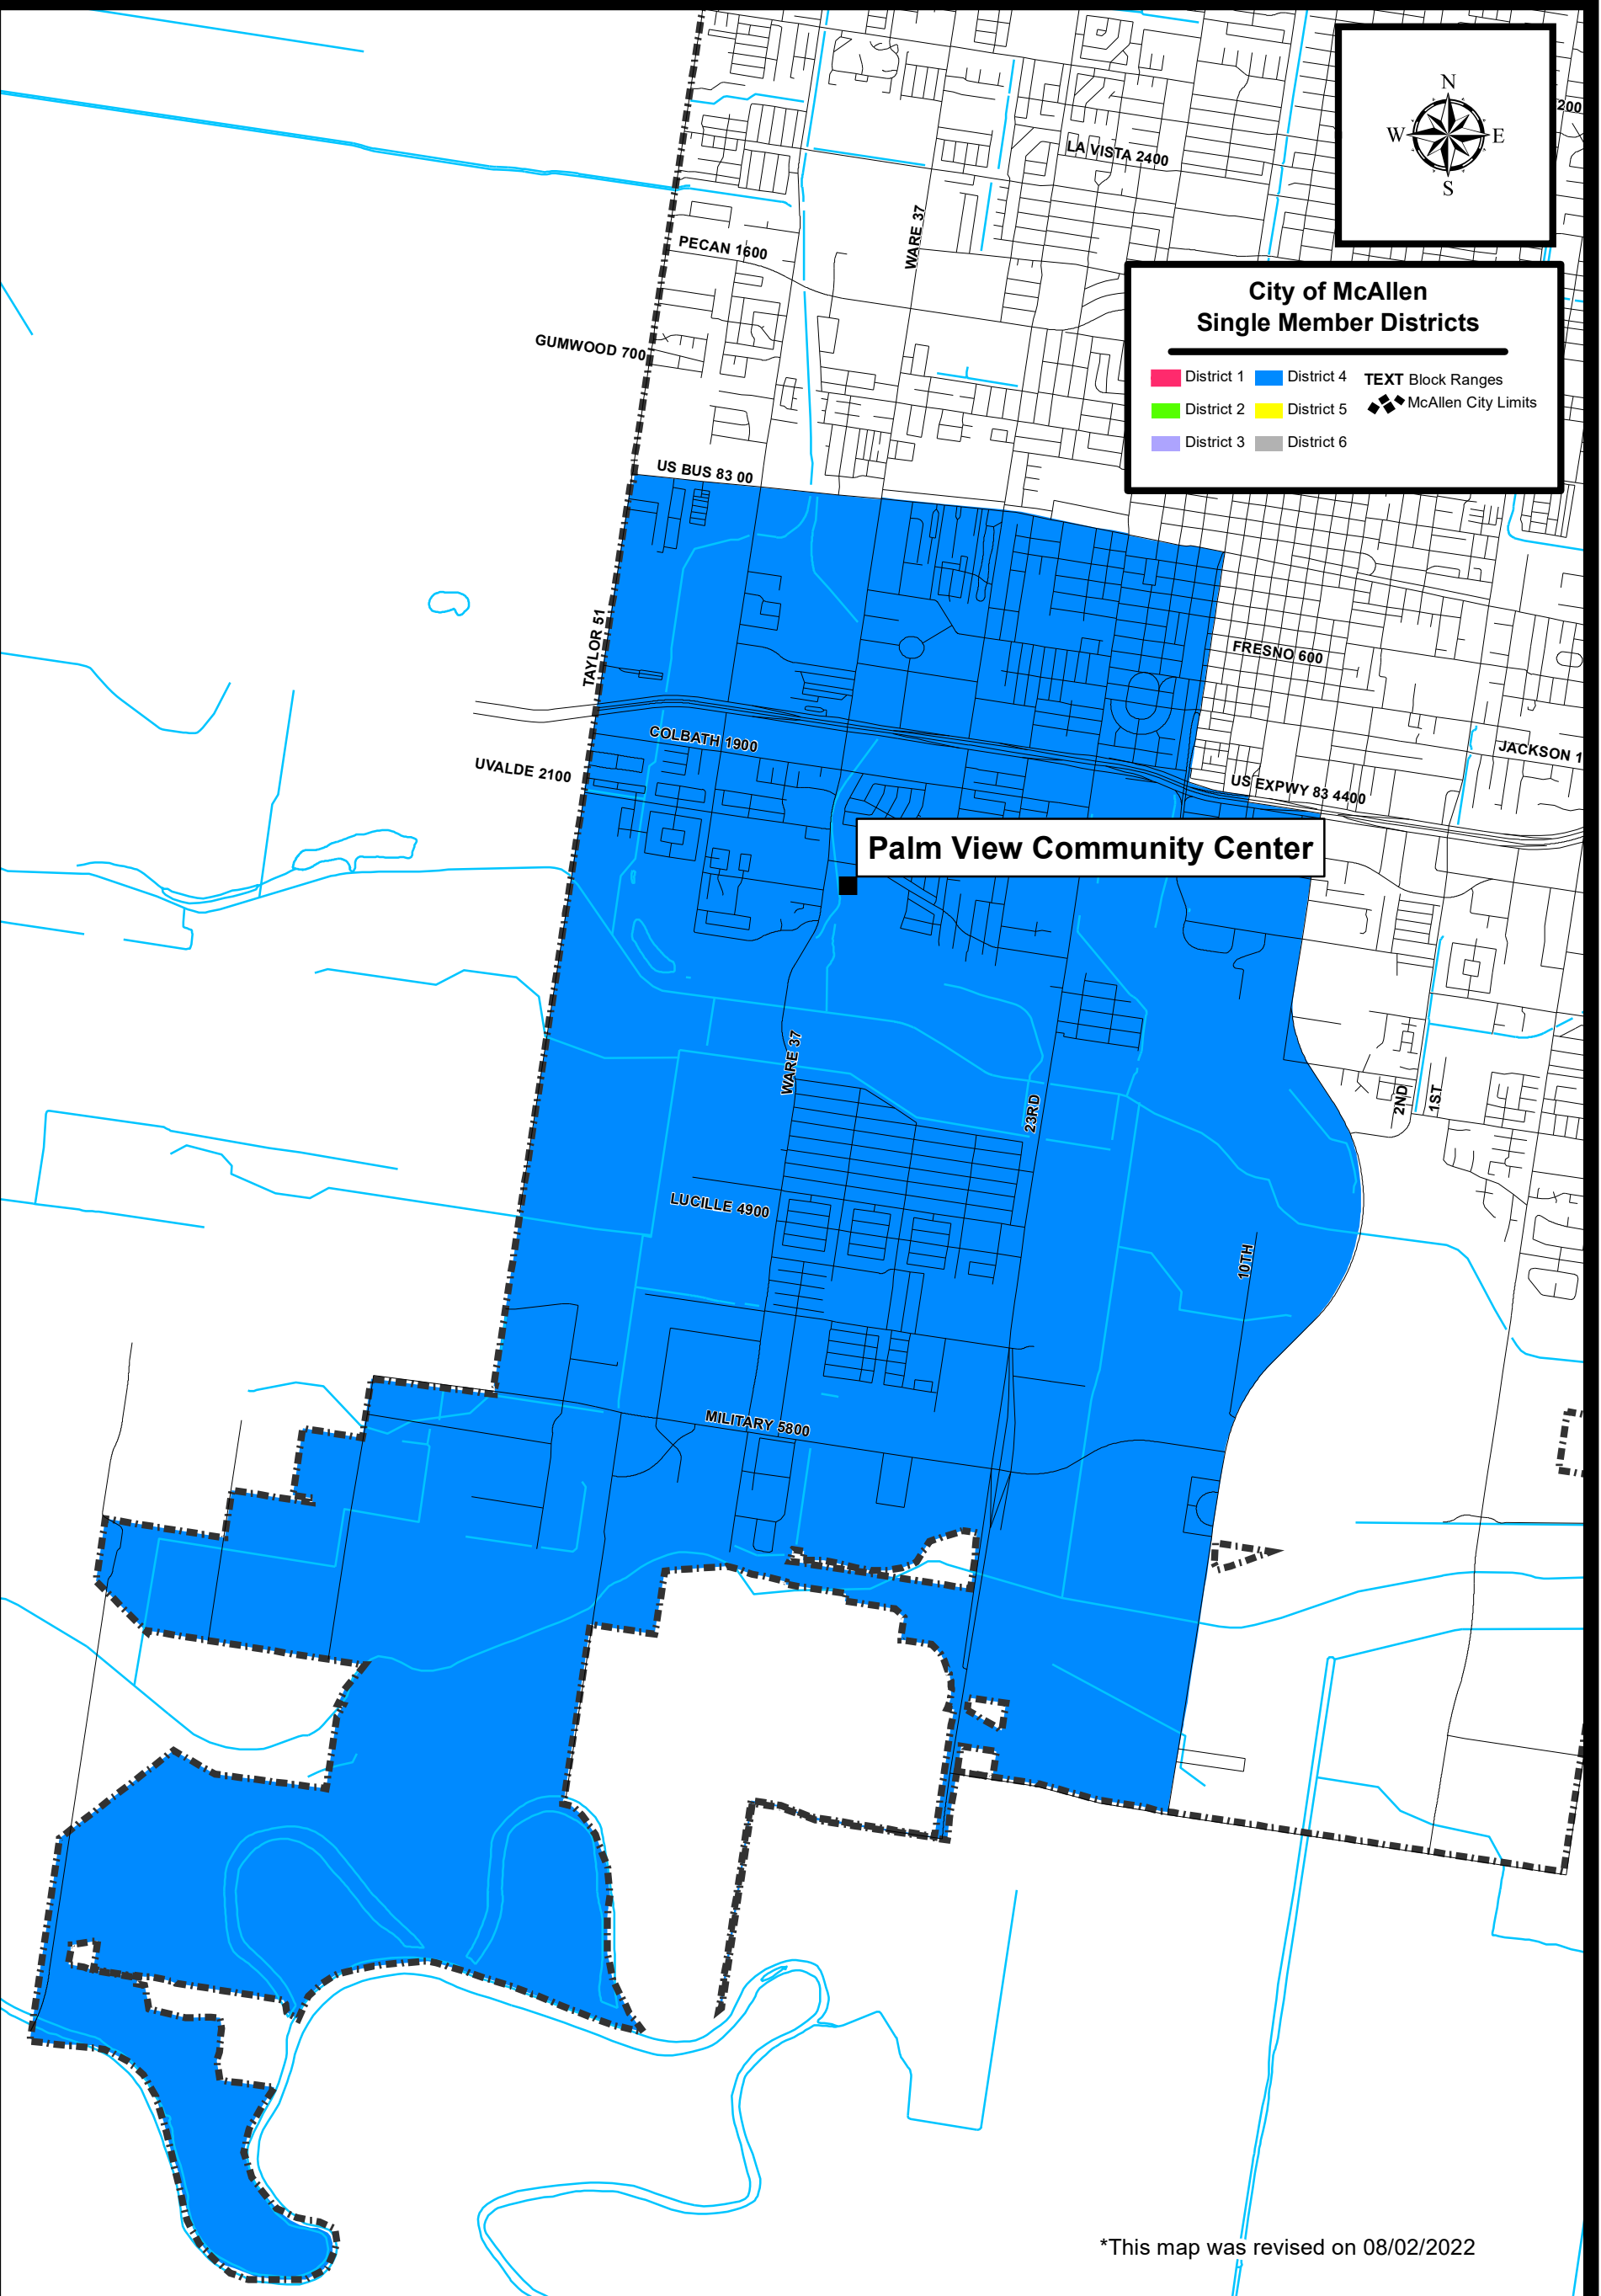 N
W E
S
200
LA VISTA 2400
WARE 37
PECAN 1600
GUMWOOD 700
City of McAllen
Single Member Districts
District 1
District 4
TEXT Block Ranges
District 2
District 5
McAllen City Limits
District 3
District 6
US BUS 83 00
TAYLOR 51
FRESNO 600
COLBATH 1900
JACKSON 1
UVALDE 2100
US EXPWY 83 4400
Palm View Community Center
WARE 37
23RD
2ND
1ST
LUCILLE 4900
10TH
MILITARY 5800
*This map was revised on 08/02/2022